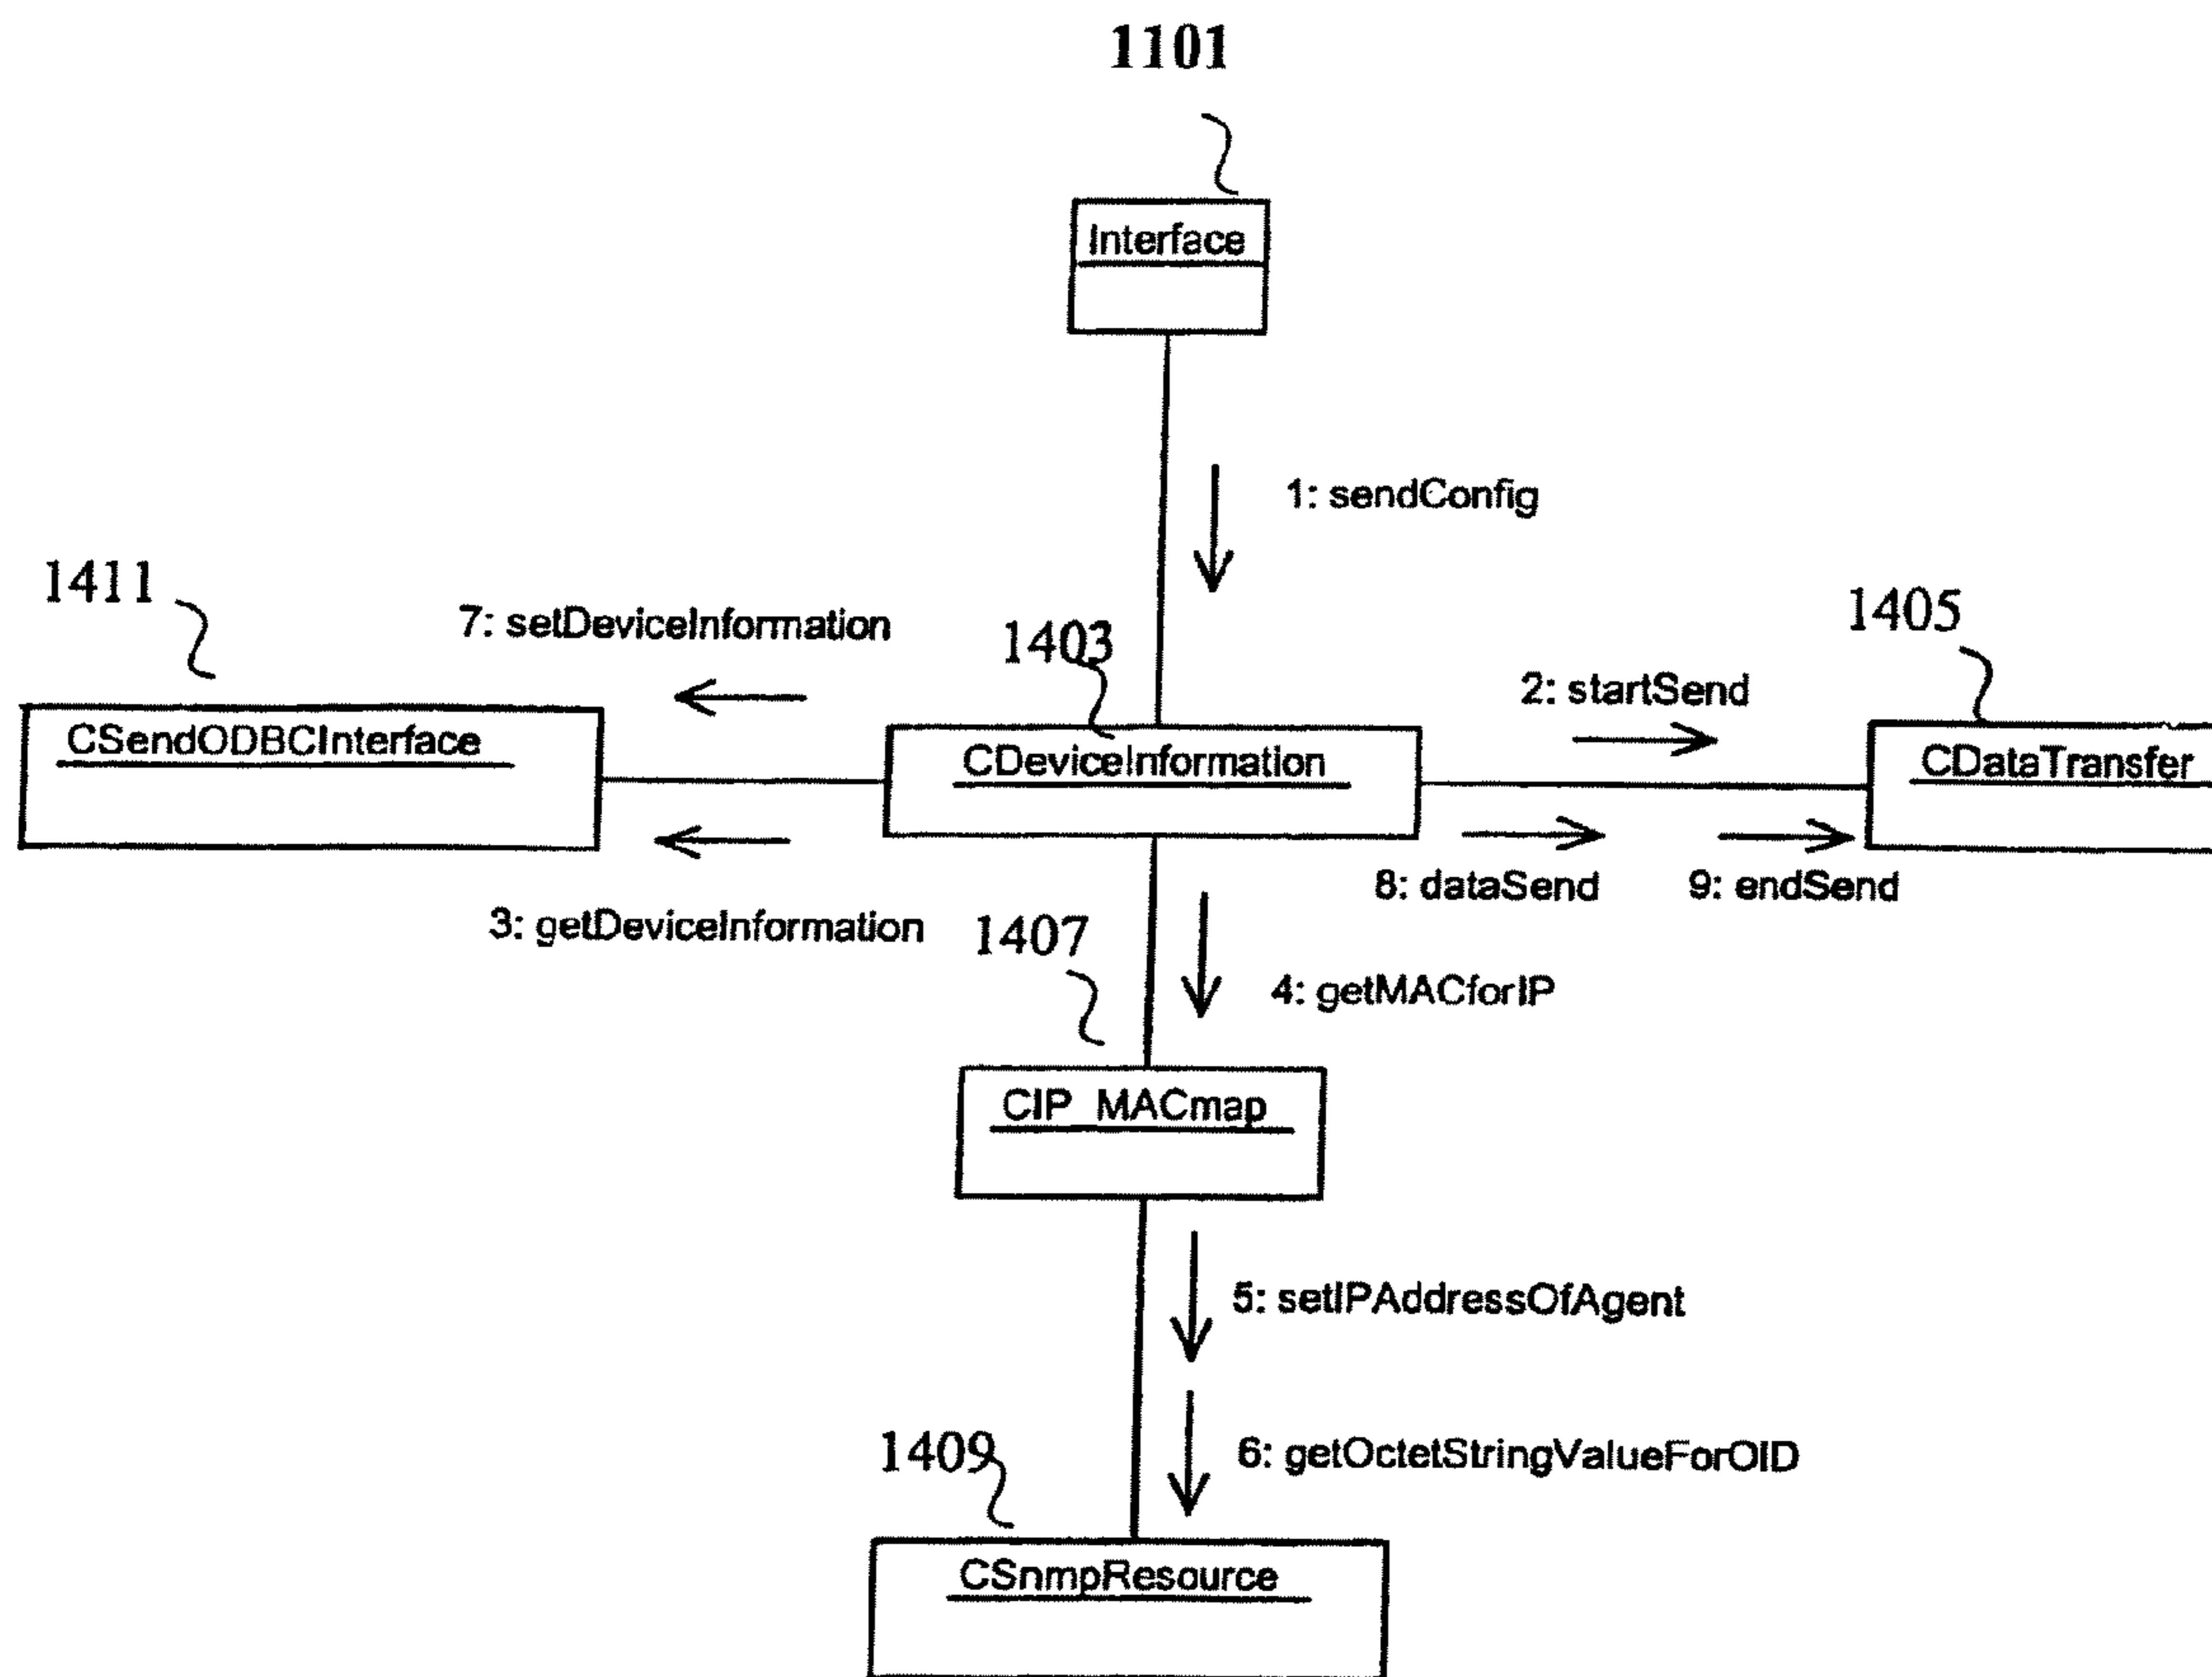 1101
Interface
1: sendConfig
1411
7: setDeviceInformation
1403
1405
2: startSend
CSendODBCInterface
CDeviceInformation
CDataTransfer
8: dataSend
9: endSend
3: getDeviceInformation
1407
4: getMACforIP
CIP_MACmap
5: setIPAddressOfAgent
1409
6: getOctetStringValueForOID
CSnmpResource